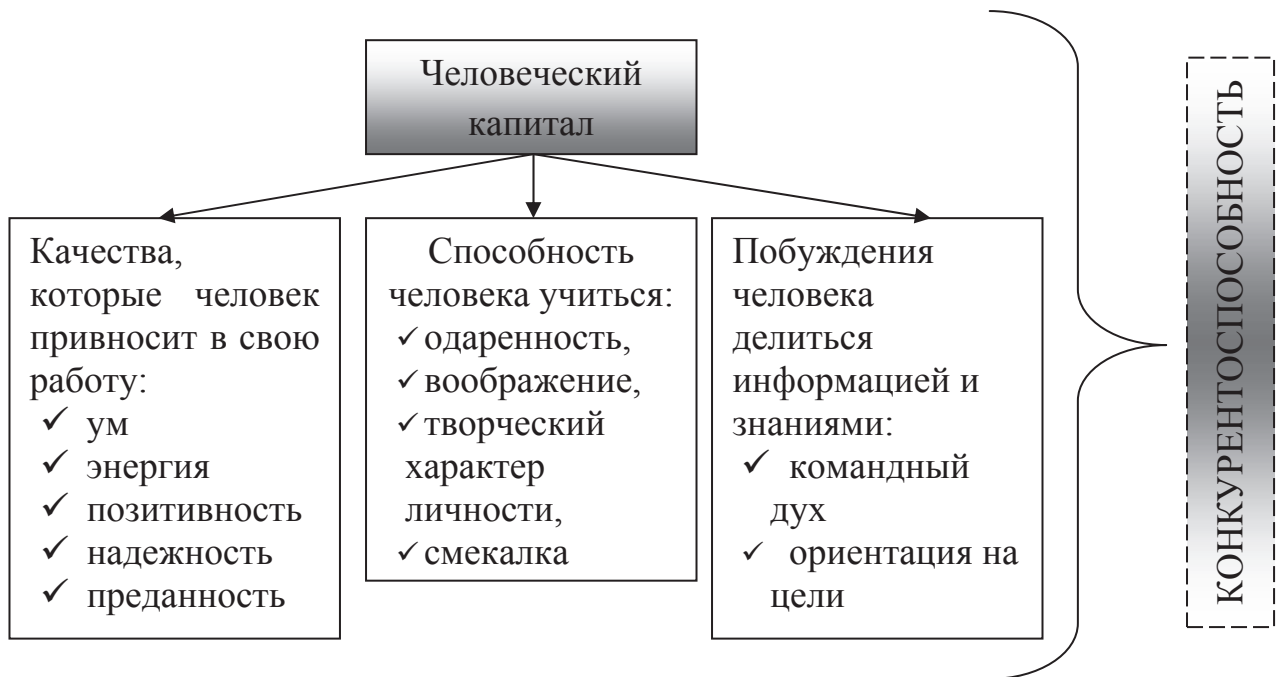 Человеческий
капитал
Качества,
которые человек
привносит в свою
работу:
✓ ум
✓ энергия
✓ позитивность
✓ надежность
✓ преданность
Способность
человека учиться:
✓ одаренность,
✓ воображение,
✓ творческий
характер
личности,
✓ смекалка
Побуждения
человека
делиться
информацией и
знаниями:
✓ командный
дух
✓ ориентация на
цели
КОНКУРЕНТОСПОСОБНОСТЬ